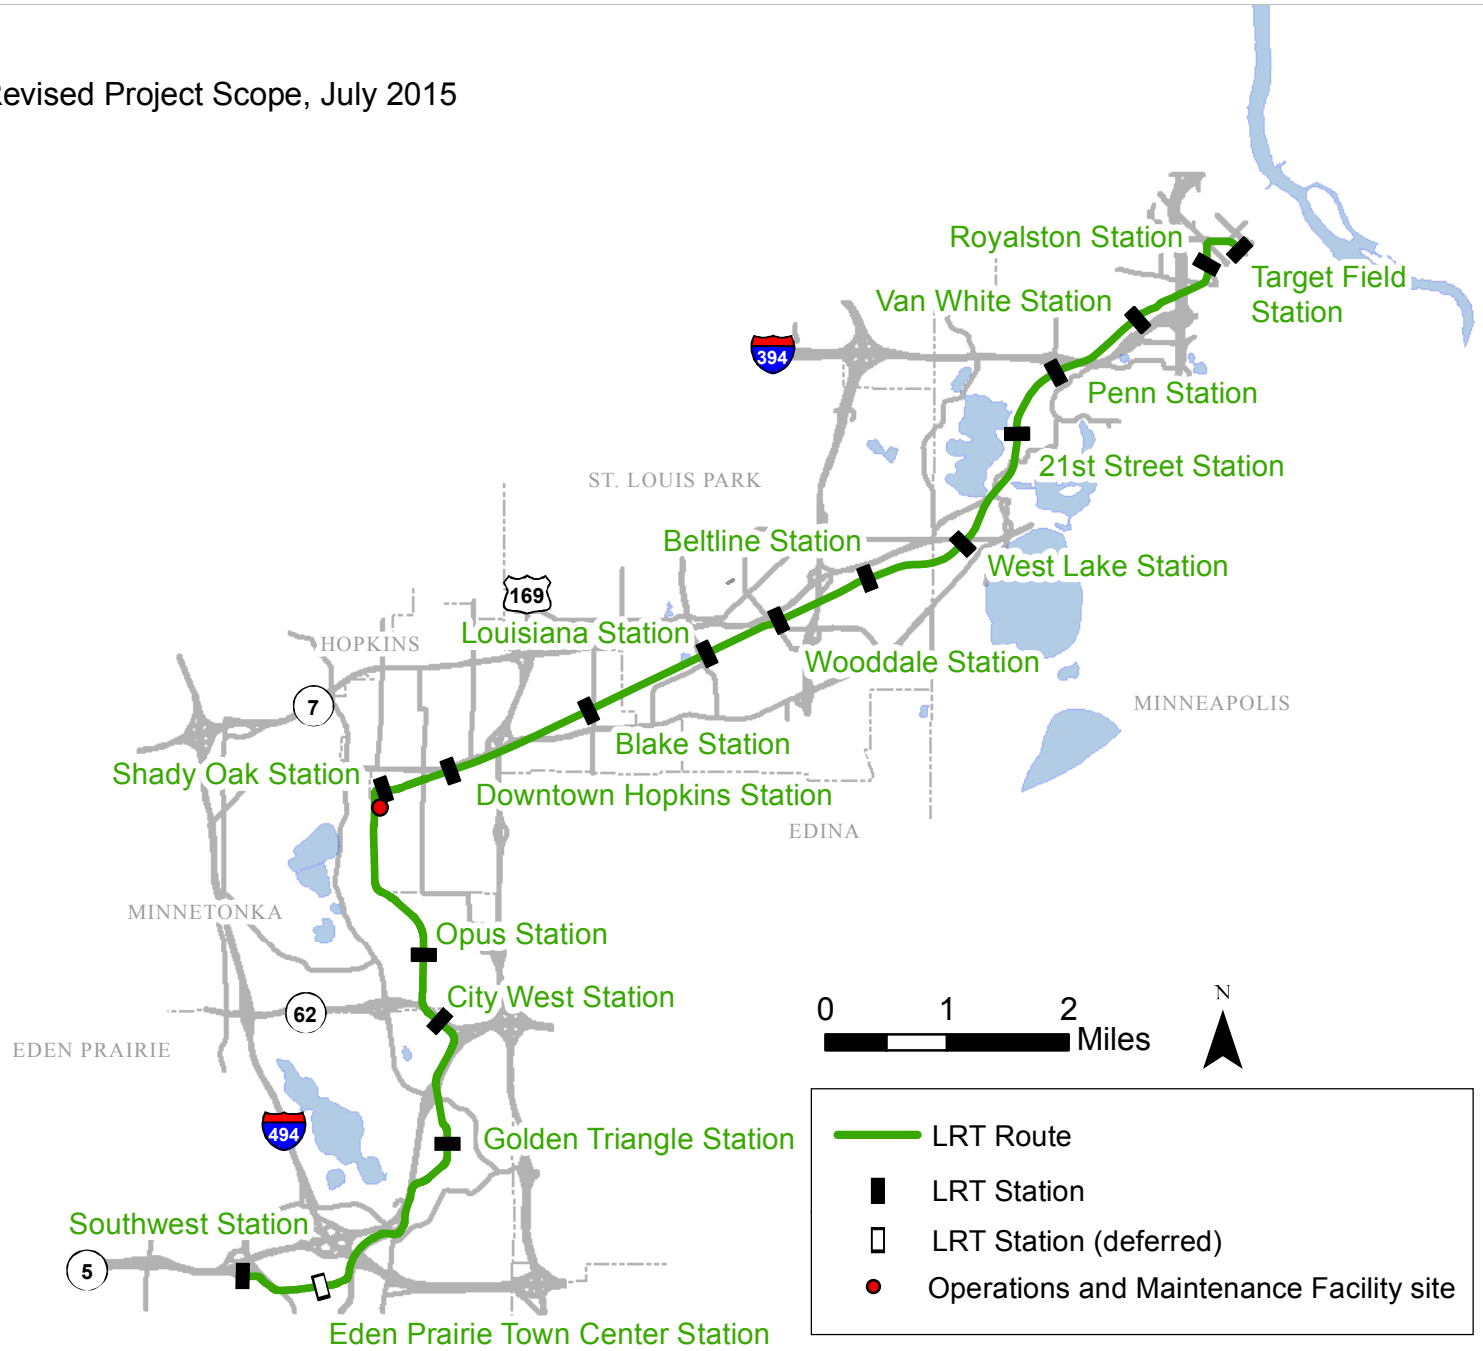 evised Project Scope, July 2015
Royalston Station
Target Field
Station
Van White Station
394
Penn Station
21st Street Station
ST. LOUIS PARK
Beltline Station
West Lake Station
169
Louisiana Station
HOPKINS
Wooddale Station
7
MINNEAPOLIS
Blake Station
Shady Oak Station
Downtown Hopkins Station
EDINA
MINNETONKA
Opus Station
City West Station
62
0 1 2
Miles
N
EDEN PRAIRIE
494
Golden Triangle Station
LRT Route
LRT Station
Southwest Station
LRT Station (deferred)
5
Operations and Maintenance Facility site
Eden Prairie Town Center Station